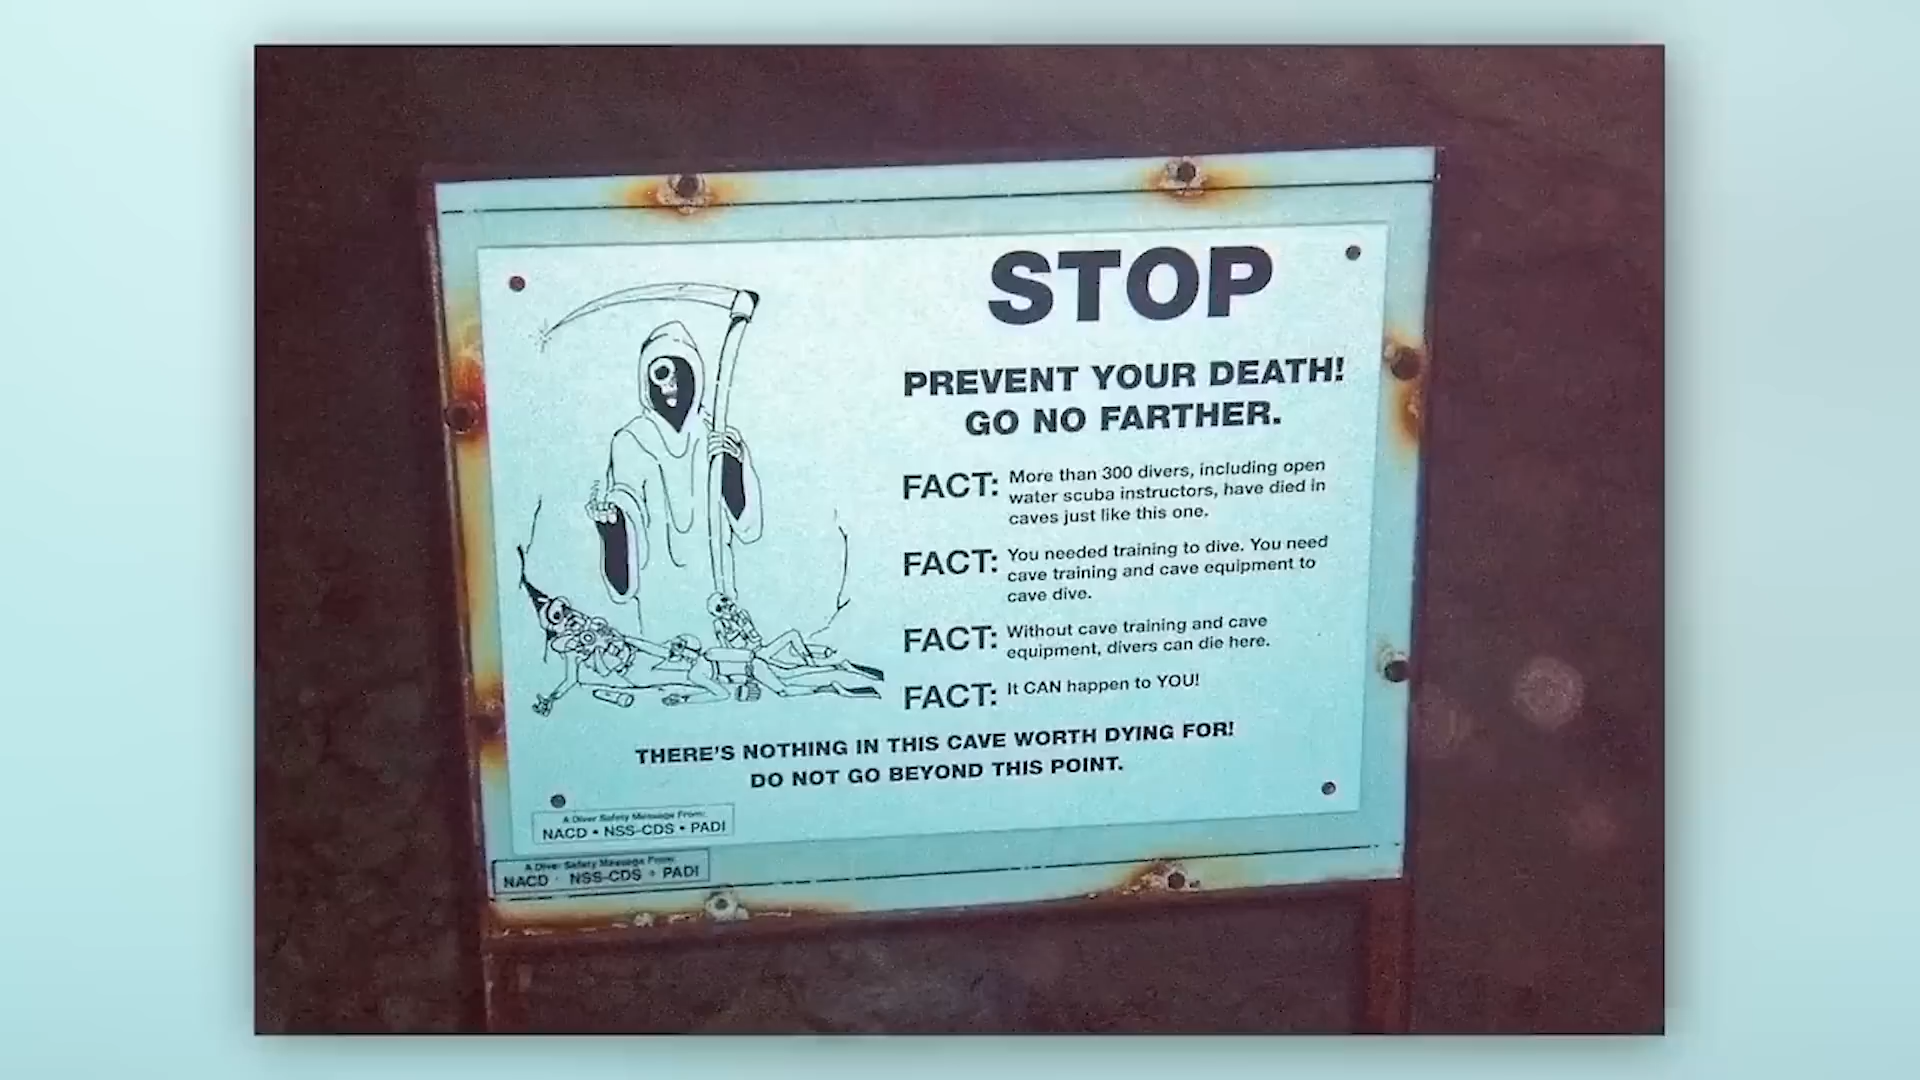 STOP
PREVENT YOUR DEATH!
GO NO FARTHER.
FACT: More than 300 divers, including open
water scuba instructors, have died in
caves just like this one.
FACT: You needed training to dive. You need
cave training and cave equipment to
cave dive.
FACT: Without cave training and cave
equipment, divers can die here.
FACT: It CAN happen to YOU!
THERE'S NOTHING IN THIS CAVE WORTH DYING FOR!
DO NOT GO BEYOND THIS POINT.
A Diver Safety Message From:
NACD • NSS-CDS • PADI
A Diver Safety Message From:
NACD • NSS-CDS • PADI